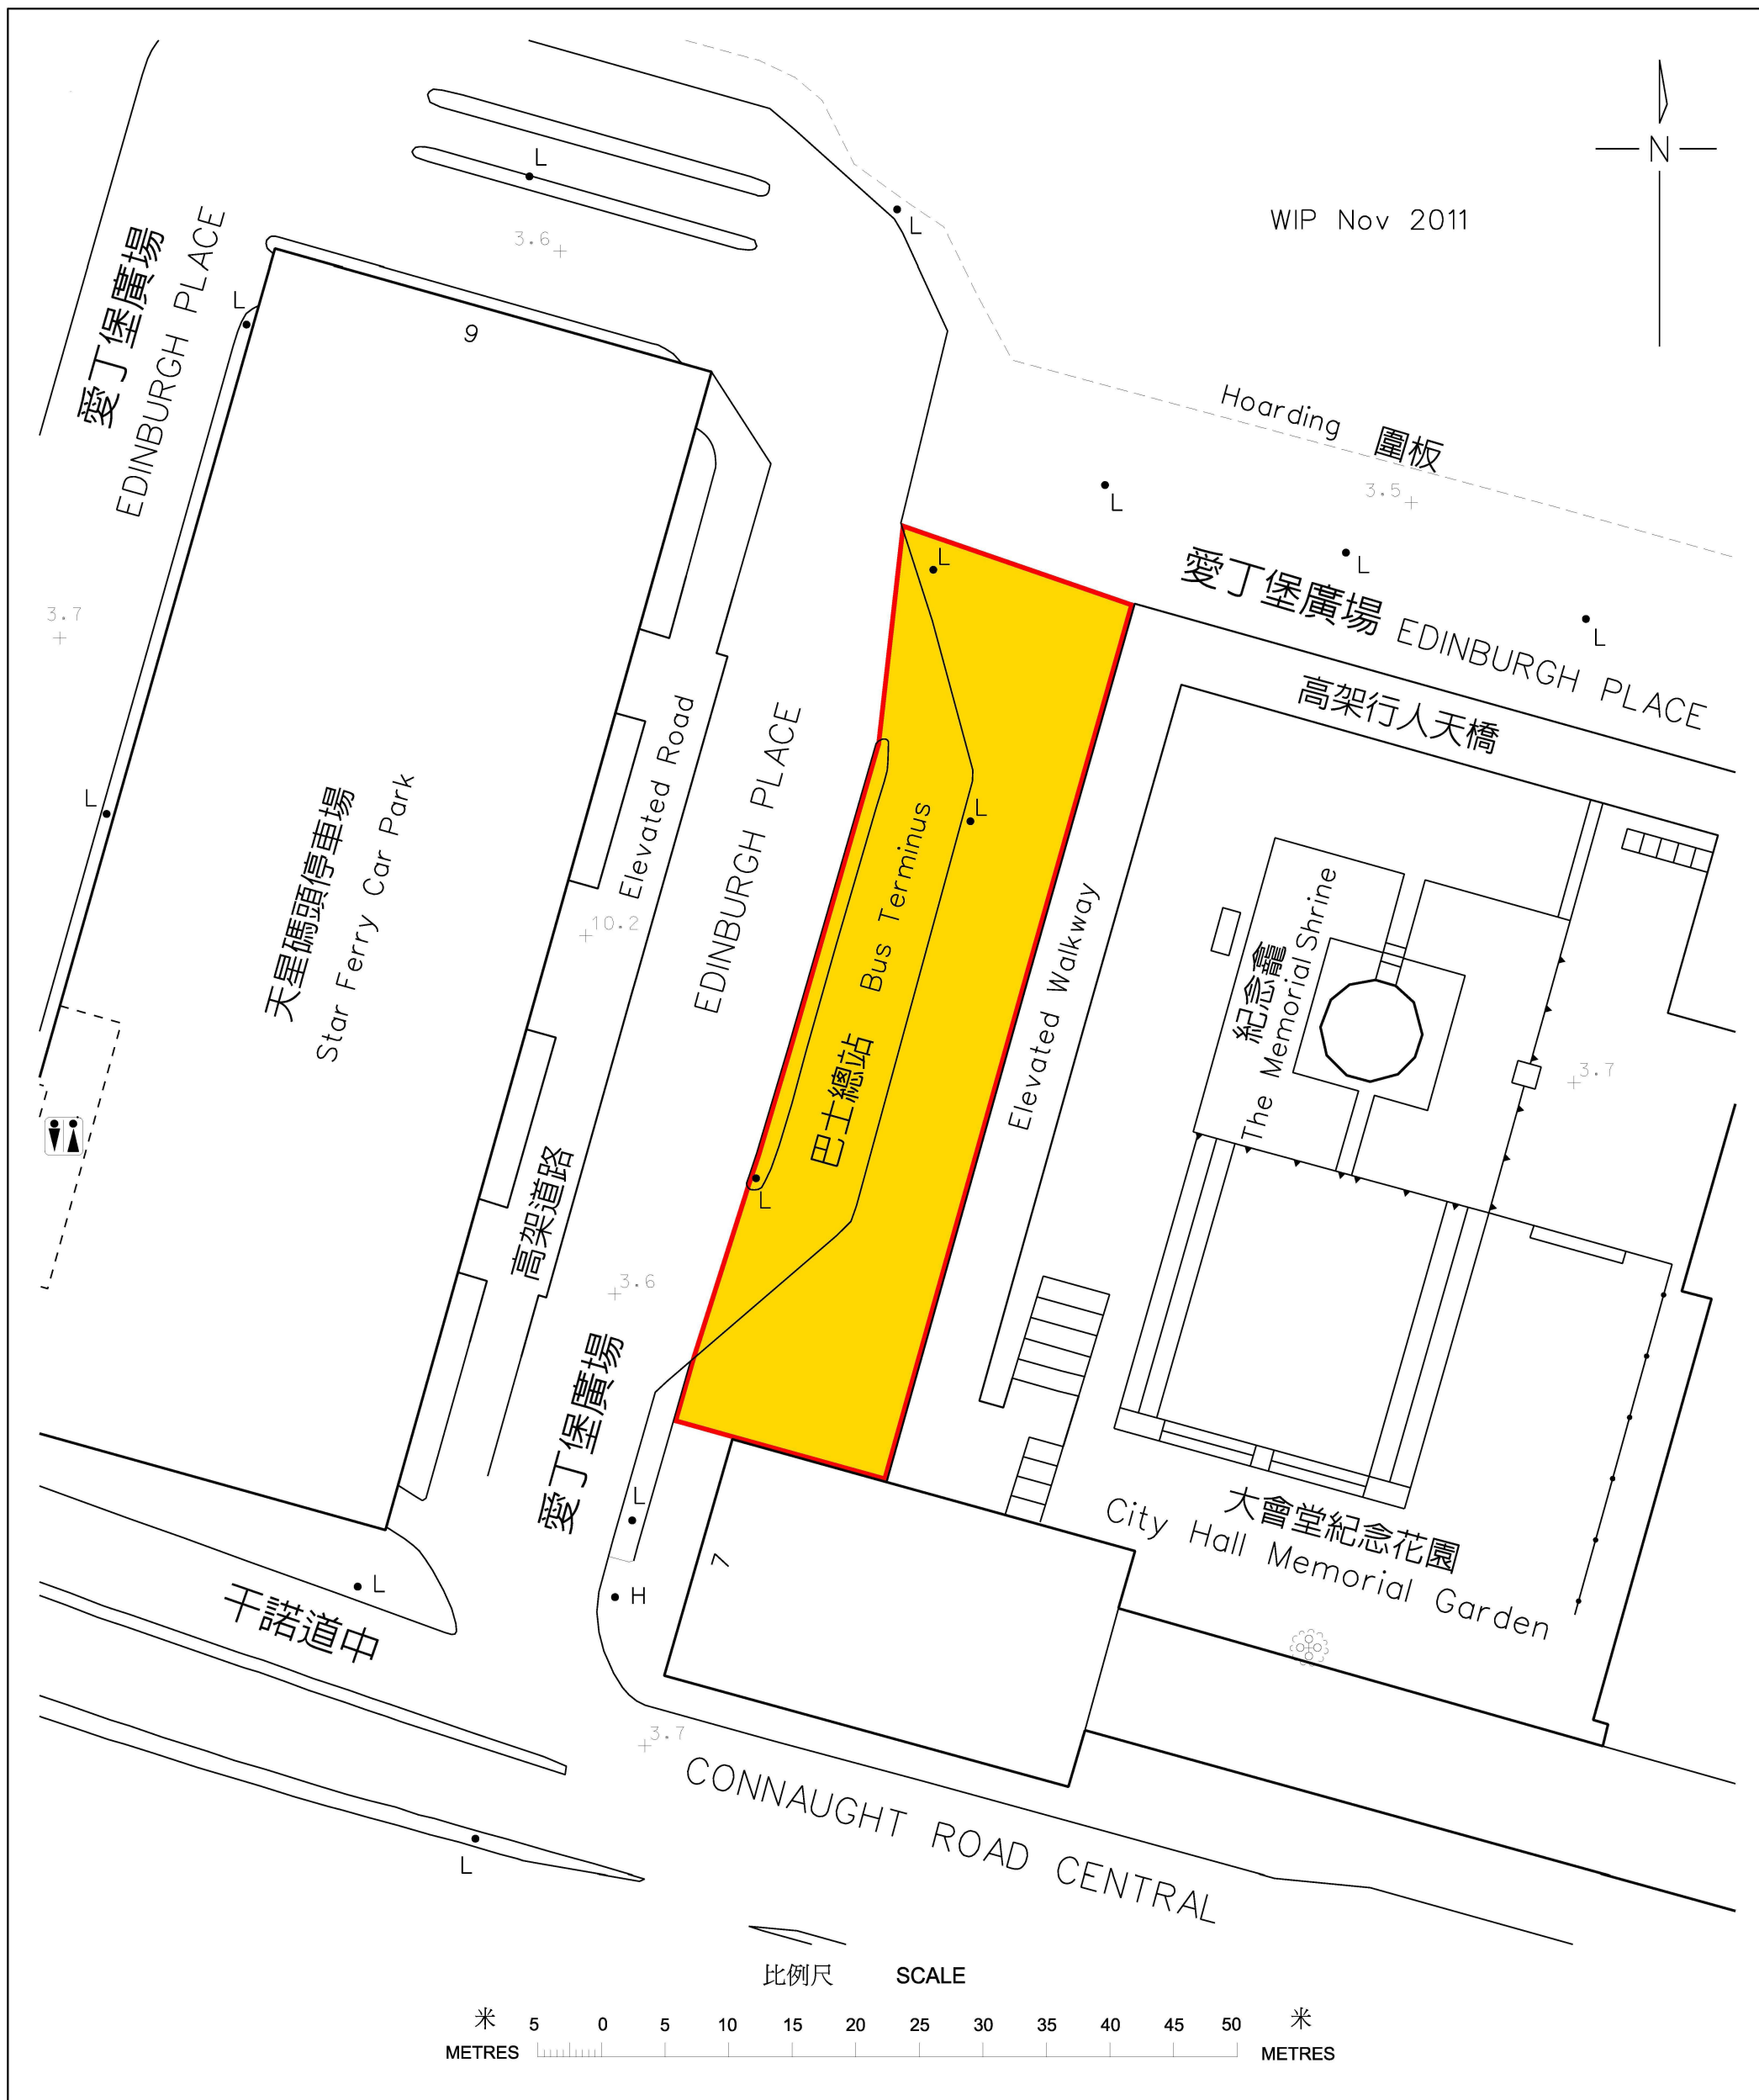 N
WIP Nov 2011
L
L
3.6
愛丁堡廣場
EDINBURGH PLACE
L
9
Hoarding 圍板
3.5
L
L
愛丁堡廣場 EDINBURGH PLACE
L
高架行人天橋
L
3.7
Elevated Road
EDINBURGH PLACE
L
天星碼頭停車場
Star Ferry Car Park
L
10.2
巴士總站 Bus Terminus
Elevated Walkway
紀念龕
The Memorial Shrine
3.7
L
高架道路
3.6
愛丁堡廣場
L
7
H
大會堂紀念花園
City Hall Memorial Garden
L
干諾道中
3.7
CONNAUGHT ROAD CENTRAL
L
比例尺 SCALE
米 5 0 5 10 15 20 25 30 35 40 45 50 米
METRES METRES